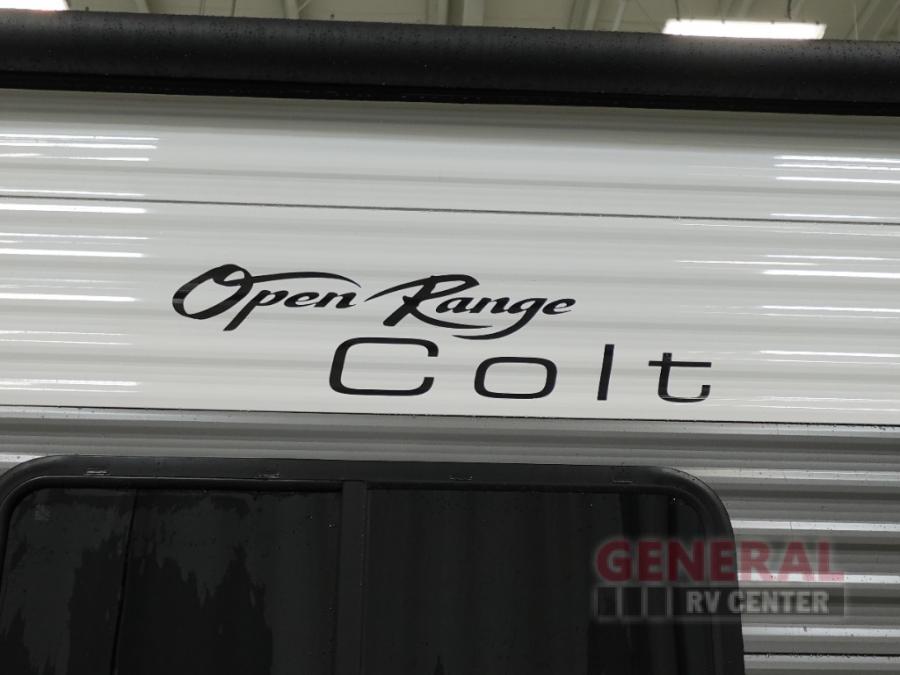 Open Range
Colt
GENERAL
RV CENTER